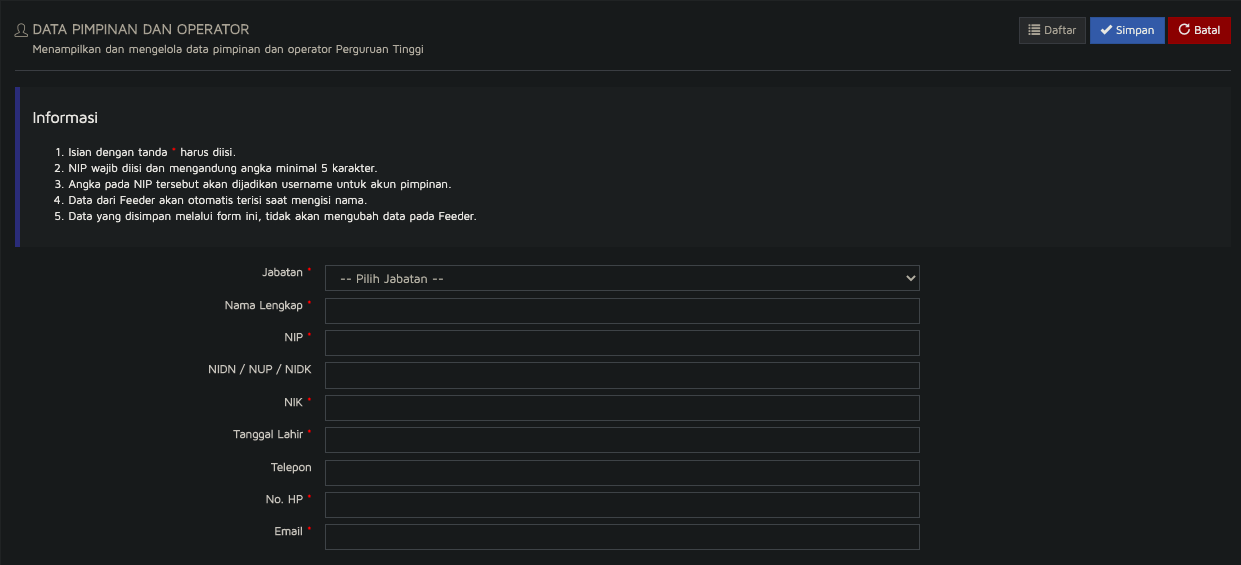 DATA PIMPINAN DAN OPERATOR
Menampilkan dan mengelola data pimpinan dan operator Perguruan Tinggi
Daftar
Simpan
Batal
Informasi
1. Isian dengan tanda * harus diisi.
2. NIP wajib diisi dan mengandung angka minimal 5 karakter.
3. Angka pada NIP tersebut akan dijadikan username untuk akun pimpinan.
4. Data dari Feeder akan otomatis terisi saat mengisi nama.
5. Data yang disimpan melalui form ini, tidak akan mengubah data pada Feeder.
Jabatan * -- Pilih Jabatan --
Nama Lengkap *
NIP *
NIDN / NUP / NIDK
NIK *
Tanggal Lahir *
Telepon
No. HP *
Email *